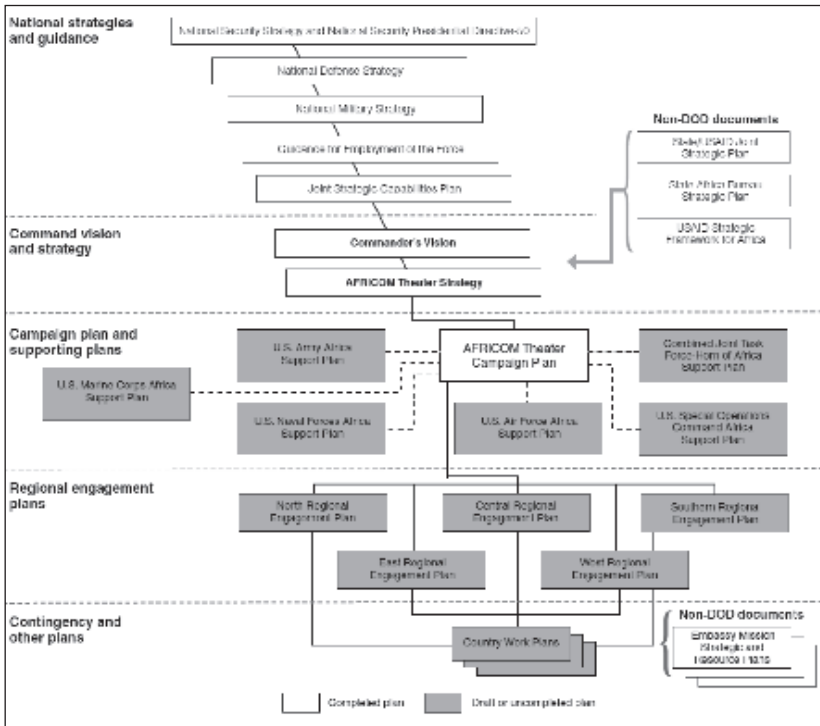 National strategies
and guidance
National Security Strategy and National Security Presidential Directive-50
National Defense Strategy
National Military Strategy
Guidance for Employment of the Force
Joint Strategic Capabilities Plan
Non-DOD documents
State/USAID Joint
Strategic Plan
State Africa Bureau
Strategic Plan
USAID Strategic
Framework for Africa
Command vision
and strategy
Commander's Vision
AFRICOM Theater Strategy
Campaign plan and
supporting plans
U.S. Army Africa
Support Plan
AFRICOM Theater
Campaign Plan
Combined Joint Task
Force-Horn of Africa
Support Plan
U.S. Marine Corps Africa
Support Plan
U.S. Naval Forces Africa
Support Plan
U.S. Air Force Africa
Support Plan
U.S. Special Operations
Command Africa
Support Plan
Regional engagement
plans
North Regional
Engagement Plan
Central Regional
Engagement Plan
Southern Regional
Engagement Plan
East Regional
Engagement Plan
West Regional
Engagement Plan
Contingency and
other plans
Country Work Plans
Non-DOD documents
Embassy Mission
Strategic and
Resource Plans
Completed plan
Draft or uncompleted plan